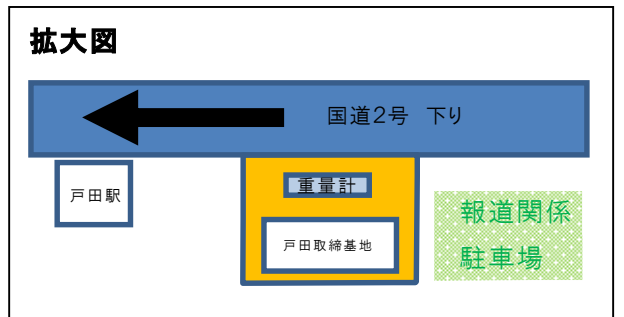 拡大図
国道2号 下り
戸田駅
重量計
戸田取締基地
報道関係
駐車場